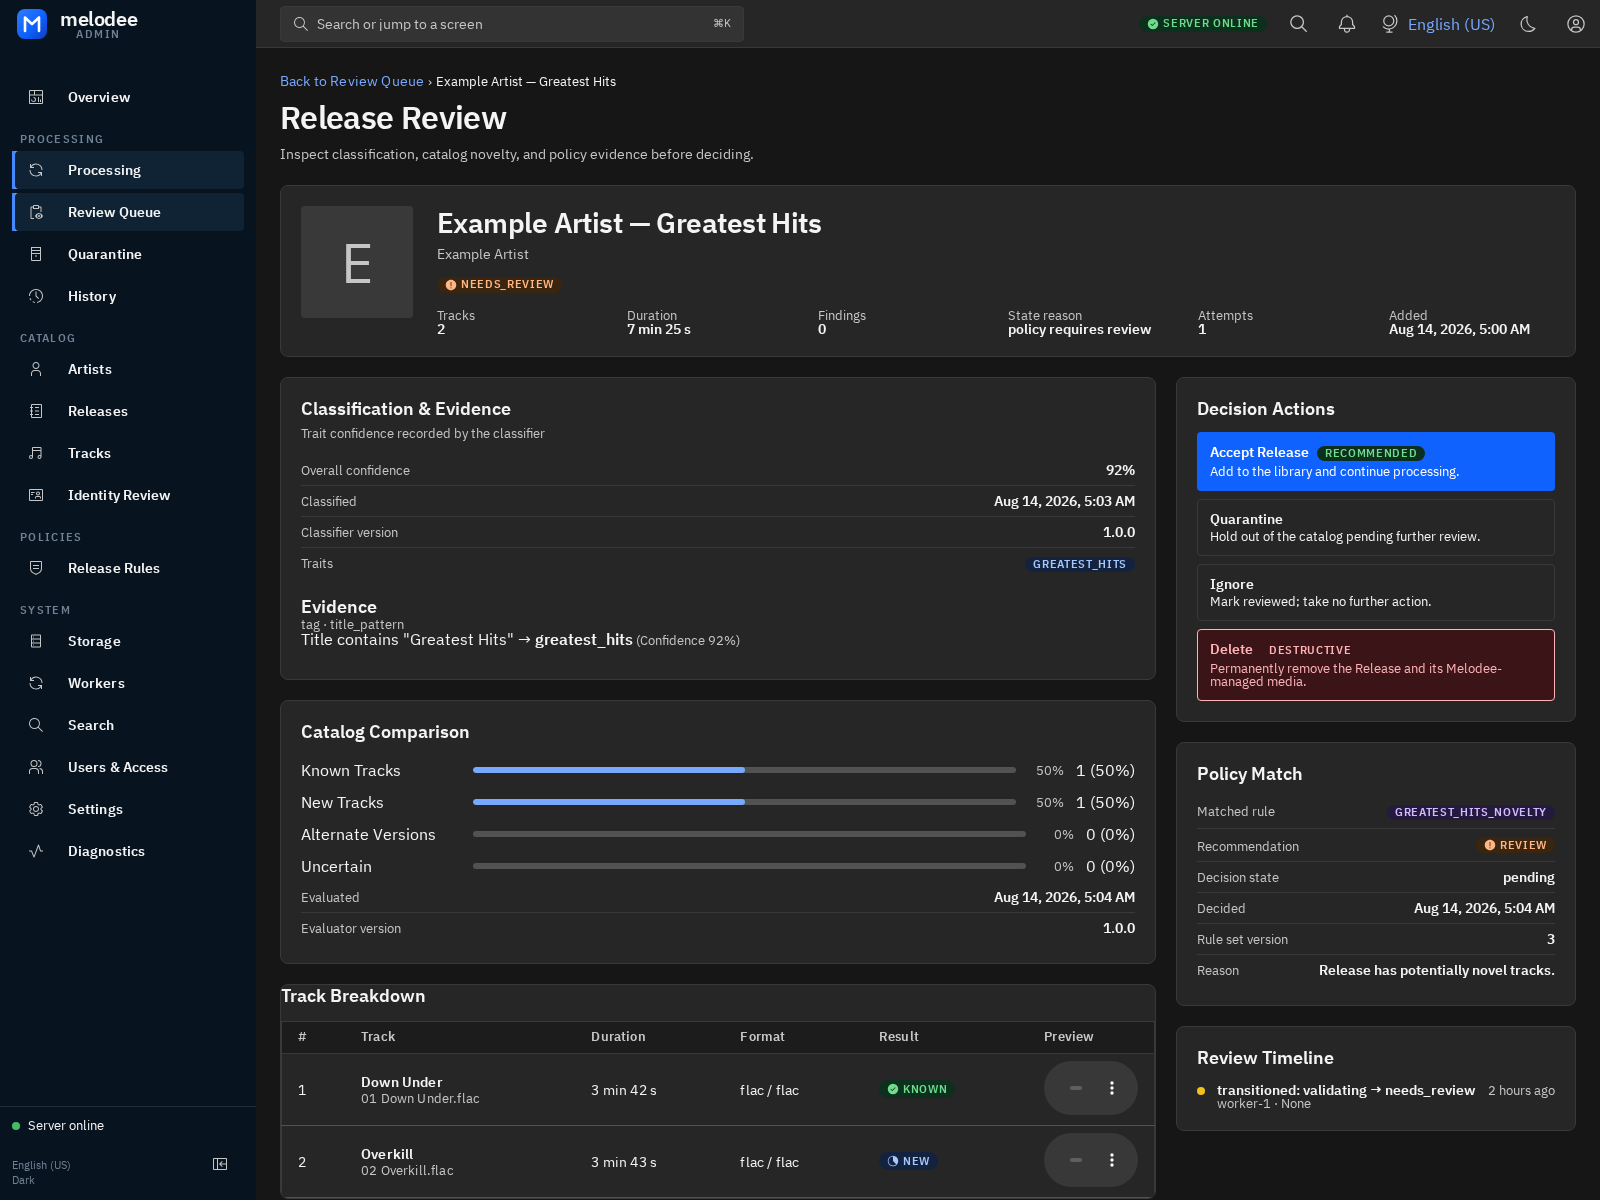 melodee
ADMIN
Search or jump to a screen
⌘K
SERVER ONLINE
English (US)
Overview
PROCESSING
Processing
Review Queue
Quarantine
History
CATALOG
Artists
Releases
Tracks
Identity Review
POLICIES
Release Rules
SYSTEM
Storage
Workers
Search
Users & Access
Settings
Diagnostics
Server online
English (US)
Dark
Back to Review Queue › Example Artist — Greatest Hits
Release Review
Inspect classification, catalog novelty, and policy evidence before deciding.
E
Example Artist — Greatest Hits
Example Artist
NEEDS_REVIEW
Tracks Duration Findings State reason Attempts Added
2 7 min 25 s 0 policy requires review 1 Aug 14, 2026, 5:00 AM
Classification & Evidence
Trait confidence recorded by the classifier
Overall confidence 92%
Classified Aug 14, 2026, 5:03 AM
Classifier version 1.0.0
Traits GREATEST_HITS
Evidence
tag · title_pattern
Title contains "Greatest Hits" → greatest_hits (Confidence 92%)
Catalog Comparison
Known Tracks 50% 1 (50%)
New Tracks 50% 1 (50%)
Alternate Versions 0% 0 (0%)
Uncertain 0% 0 (0%)
Evaluated Aug 14, 2026, 5:04 AM
Evaluator version 1.0.0
Track Breakdown
# Track Duration Format Result Preview
1 Down Under 3 min 42 s flac / flac KNOWN
01 Down Under.flac
2 Overkill 3 min 43 s flac / flac NEW
02 Overkill.flac
Decision Actions
Accept Release RECOMMENDED
Add to the library and continue processing.
Quarantine
Hold out of the catalog pending further review.
Ignore
Mark reviewed; take no further action.
Delete DESTRUCTIVE
Permanently remove the Release and its Melodee-
managed media.
Policy Match
Matched rule GREATEST_HITS_NOVELTY
Recommendation REVIEW
Decision state pending
Decided Aug 14, 2026, 5:04 AM
Rule set version 3
Reason Release has potentially novel tracks.
Review Timeline
transitioned: validating → needs_review 2 hours ago
worker-1 · None